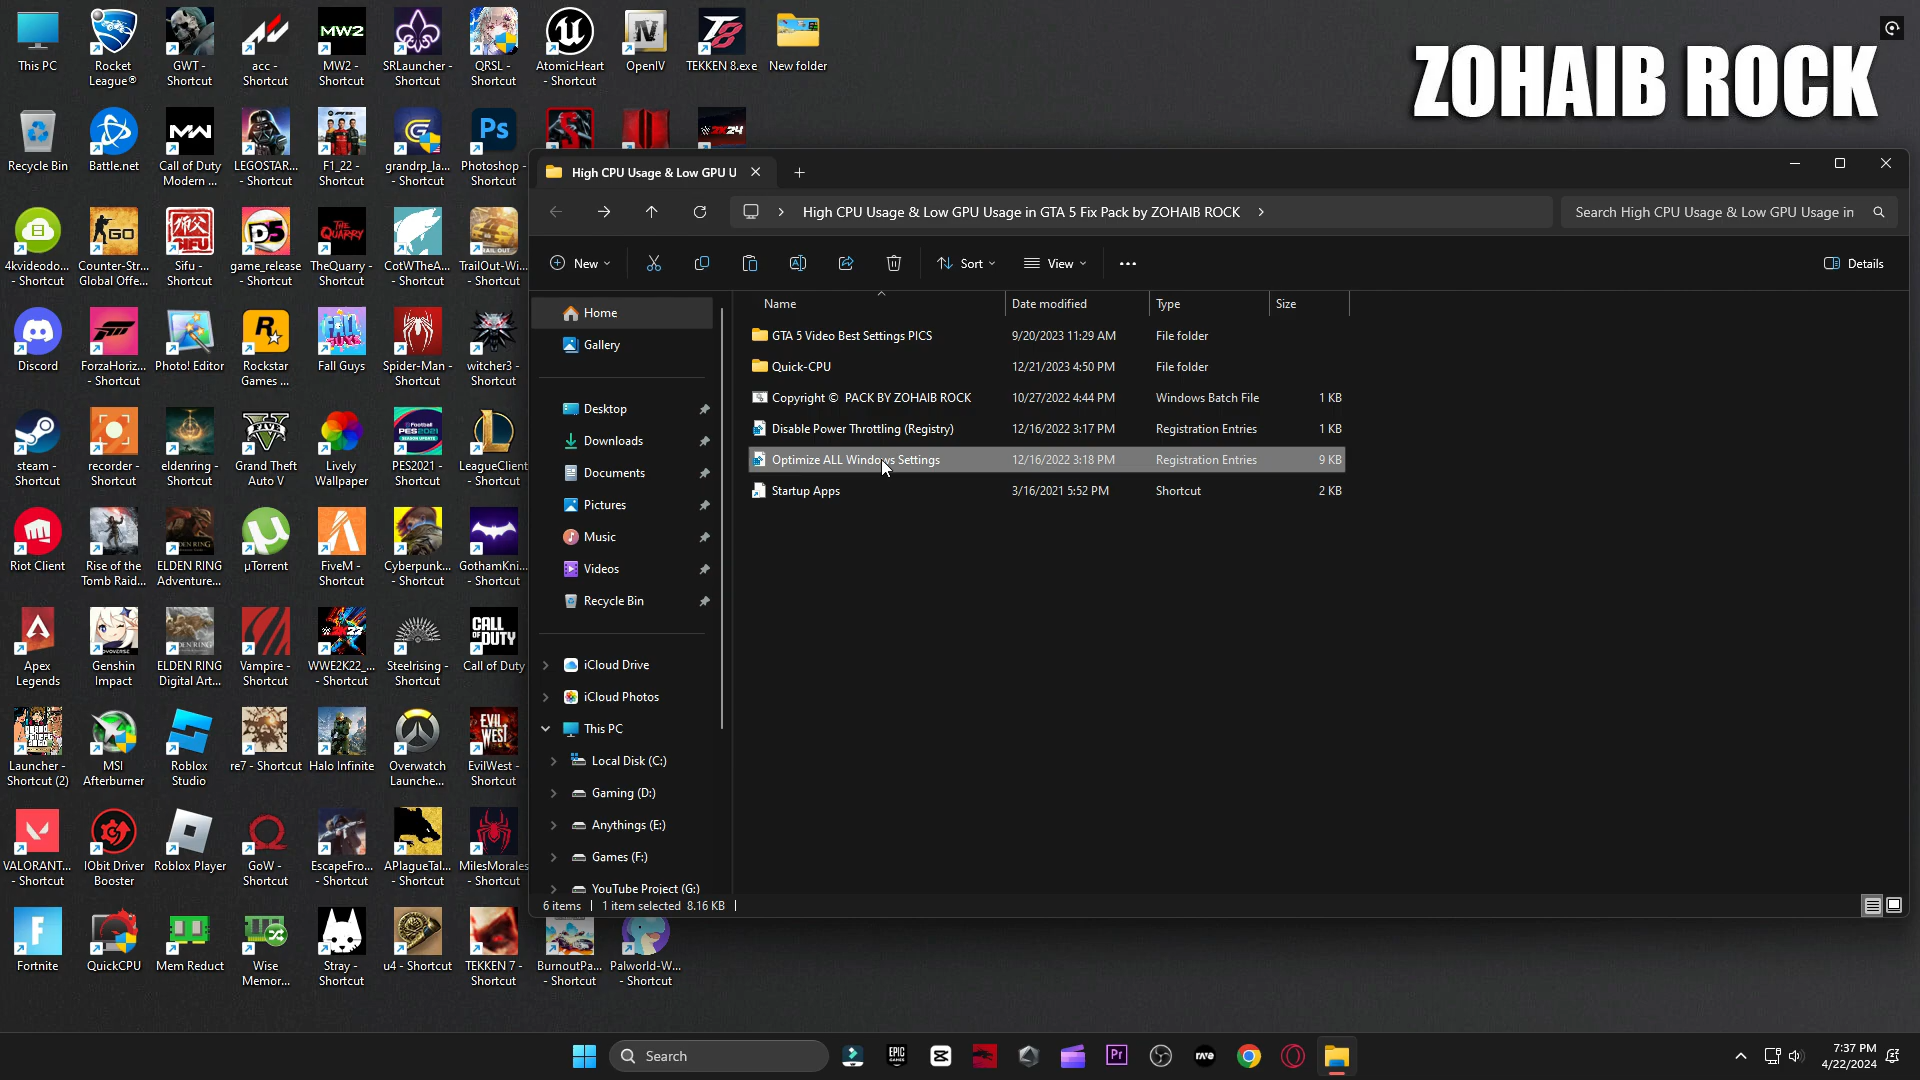 This PC
Rocket
League®
GWT -
Shortcut
acc -
Shortcut
MW2
MW2 -
Shortcut
SRLauncher -
Shortcut
QRSL -
Shortcut
AtomicHeart
- Shortcut
OpenIV
TEKKEN 8.exe
New folder
ZOHAIB ROCK
Recycle Bin
Battle.net
Call of Duty
Modern ...
LEGOSTAR...
- Shortcut
F1_22 -
Shortcut
grandrp_la...
- Shortcut
Ps
Photoshop -
Shortcut
2K24
4kvideodo...
- Shortcut
GO
Counter-Str...
Global Offe...
Sifu -
Shortcut
game_release
- Shortcut
TheQuarry -
Shortcut
CotWTheA...
- Shortcut
TrailOut-Wi...
- Shortcut
Discord
ForzaHoriz...
- Shortcut
Photo! Editor
Rockstar
Games ...
Fall Guys
Spider-Man -
Shortcut
witcher3 -
Shortcut
steam -
Shortcut
recorder -
Shortcut
eldenring -
Shortcut
Grand Theft
Auto V
Lively
Wallpaper
PES2021 -
Shortcut
LeagueClient
- Shortcut
Riot Client
Rise of the
Tomb Raid...
ELDEN RING
Adventure...
µTorrent
FiveM -
Shortcut
Cyberpunk...
- Shortcut
GothamKni...
- Shortcut
Apex
Legends
Genshin
Impact
ELDEN RING
Digital Art...
Vampire -
Shortcut
WWE2K22_...
- Shortcut
Steelrising -
Shortcut
CALL OF DUTY
Call of Duty
Launcher -
Shortcut (2)
MSI
Afterburner
Roblox
Studio
re7 - Shortcut
Halo Infinite
Overwatch
Launche...
EVIL WEST
EvilWest -
Shortcut
VALORANT...
- Shortcut
IObit Driver
Booster
Roblox Player
GoW -
Shortcut
EscapeFro...
- Shortcut
APlagueTal...
- Shortcut
MilesMorales
- Shortcut
Fortnite
QuickCPU
Mem Reduct
Wise
Memor...
Stray -
Shortcut
u4 - Shortcut
TEKKEN 7 -
Shortcut
BurnoutPa...
- Shortcut
Palworld-W...
- Shortcut
High CPU Usage & Low GPU U
High CPU Usage & Low GPU Usage in GTA 5 Fix Pack by ZOHAIB ROCK
Search High CPU Usage & Low GPU Usage in
New
Sort
View
Details
Home
Gallery
Desktop
Downloads
Documents
Pictures
Music
Videos
Recycle Bin
iCloud Drive
iCloud Photos
This PC
Local Disk (C:)
Gaming (D:)
Anythings (E:)
Games (F:)
YouTube Project (G:)
Name Date modified Type Size
GTA 5 Video Best Settings PICS 9/20/2023 11:29 AM File folder
Quick-CPU 12/21/2023 4:50 PM File folder
Copyright © PACK BY ZOHAIB ROCK 10/27/2022 4:44 PM Windows Batch File 1 KB
Disable Power Throttling (Registry) 12/16/2022 3:17 PM Registration Entries 1 KB
Optimize ALL Windows Settings 12/16/2022 3:18 PM Registration Entries 9 KB
Startup Apps 3/16/2021 5:52 PM Shortcut 2 KB
6 items 1 item selected 8.16 KB
Search
EPIC GAMES
Pr
7:37 PM
4/22/2024